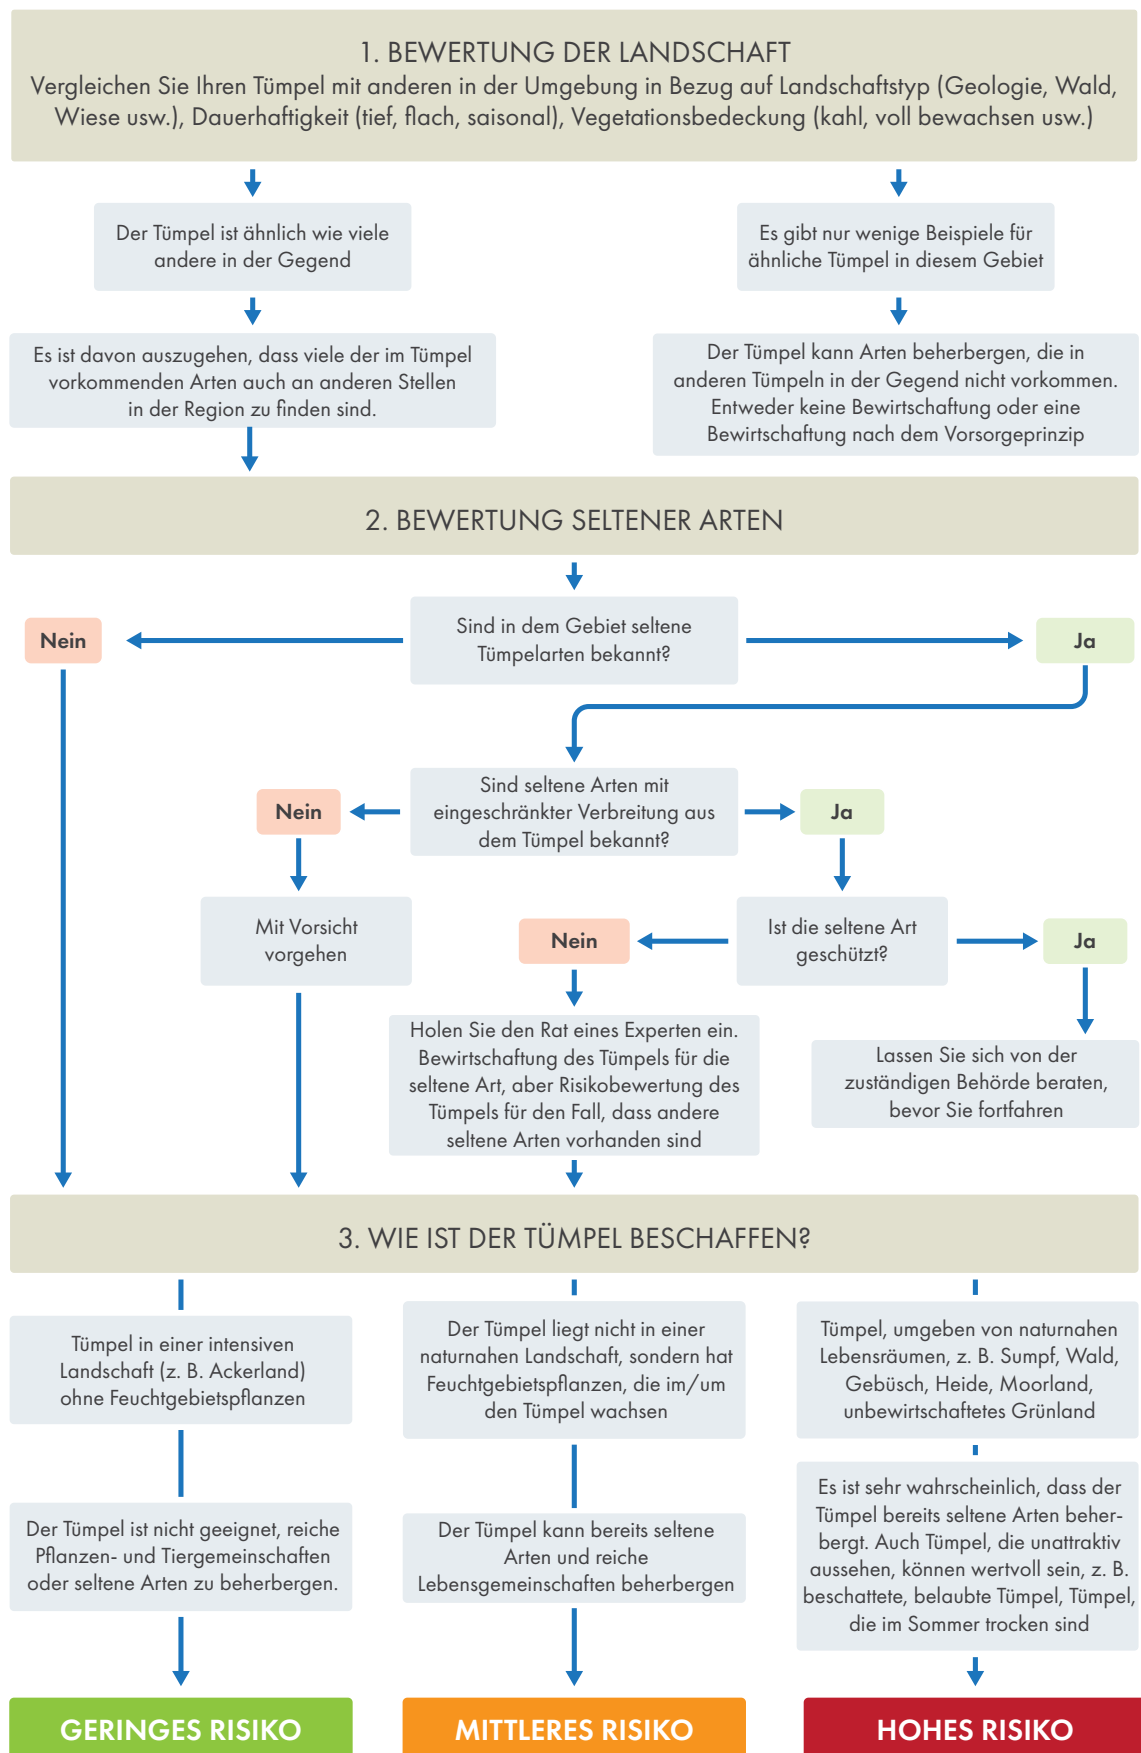 1. BEWERTUNG DER LANDSCHAFT
Vergleichen Sie Ihren Tümpel mit anderen in der Umgebung in Bezug auf Landschaftstyp (Geologie, Wald,
Wiese usw.), Dauerhaftigkeit (tief, flach, saisonal), Vegetationsbedeckung (kahl, voll bewachsen usw.)
Der Tümpel ist ähnlich wie viele
andere in der Gegend
Es gibt nur wenige Beispiele für
ähnliche Tümpel in diesem Gebiet
Es ist davon auszugehen, dass viele der im Tümpel
vorkommenden Arten auch an anderen Stellen
in der Region zu finden sind.
Der Tümpel kann Arten beherbergen, die in
anderen Tümpeln in der Gegend nicht vorkommen.
Entweder keine Bewirtschaftung oder eine
Bewirtschaftung nach dem Vorsorgeprinzip
2. BEWERTUNG SELTENER ARTEN
Sind in dem Gebiet seltene
Tümpelarten bekannt?
Nein
Ja
Sind seltene Arten mit
eingeschränkter Verbreitung aus
dem Tümpel bekannt?
Nein
Ja
Mit Vorsicht
vorgehen
Ist die seltene Art
geschützt?
Nein
Ja
Holen Sie den Rat eines Experten ein.
Bewirtschaftung des Tümpels für die
seltene Art, aber Risikobewertung des
Tümpels für den Fall, dass andere
seltene Arten vorhanden sind
Lassen Sie sich von der
zuständigen Behörde beraten,
bevor Sie fortfahren
3. WIE IST DER TÜMPEL BESCHAFFEN?
Tümpel in einer intensiven
Landschaft (z. B. Ackerland)
ohne Feuchtgebietspflanzen
Der Tümpel ist nicht geeignet, reiche
Pflanzen- und Tiergemeinschaften
oder seltene Arten zu beherbergen.
GERINGES RISIKO
Der Tümpel liegt nicht in einer
naturnahen Landschaft, sondern hat
Feuchtgebietspflanzen, die im/um
den Tümpel wachsen
Der Tümpel kann bereits seltene
Arten und reiche
Lebensgemeinschaften beherbergen
MITTLERES RISIKO
Tümpel, umgeben von naturnahen
Lebensräumen, z. B. Sumpf, Wald,
Gebüsch, Heide, Moorland,
unbewirtschaftetes Grünland
Es ist sehr wahrscheinlich, dass der
Tümpel bereits seltene Arten beher-
bergt. Auch Tümpel, die unattraktiv
aussehen, können wertvoll sein, z. B.
beschattete, belaubte Tümpel, Tümpel,
die im Sommer trocken sind
HOHES RISIKO